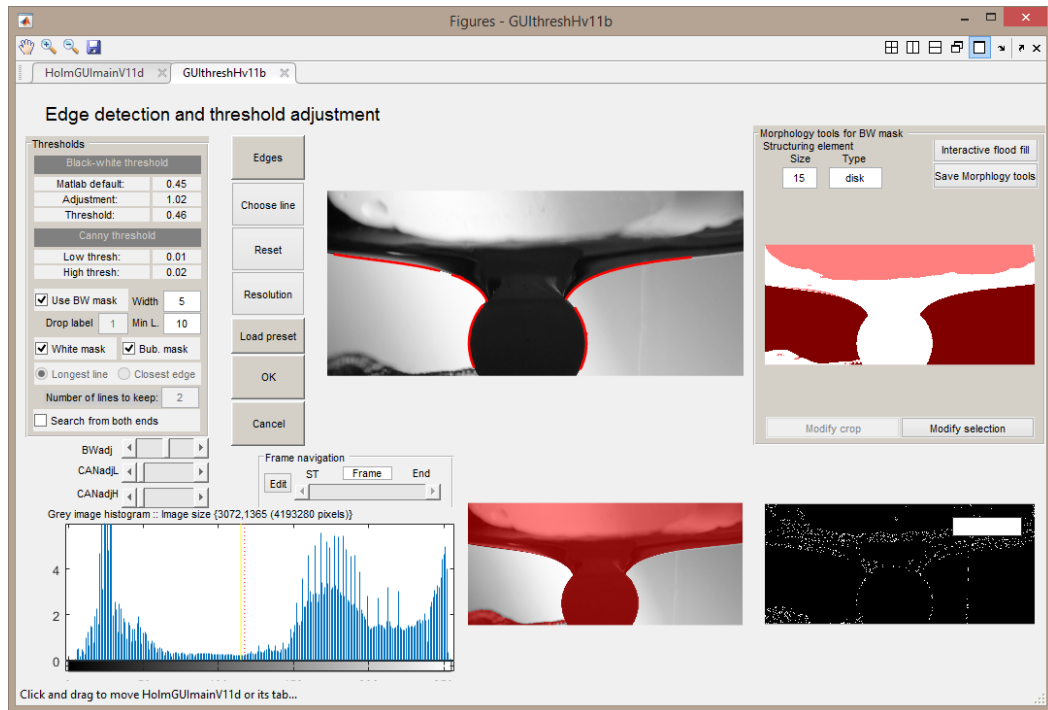 Figures - GUIthreshHv11b
HolmGUImainV11d
GUIthreshHv11b
Edge detection and threshold adjustment
Thresholds
Black-white threshold
Matlab default: 0.45
Adjustment: 1.02
Threshold: 0.46
Canny threshold
Low thresh: 0.01
High thresh: 0.02
Use BW mask Width 5
Drop label 1 Min L. 10
White mask Bub. mask
Longest line Closest edge
Number of lines to keep: 2
Search from both ends
BWadj
CANadjL
CANadjH
Edges
Choose line
Reset
Resolution
Load preset
OK
Cancel
Frame navigation
Edit ST Frame End
Morphology tools for BW mask
Structuring element
Size Type
15 disk
Interactive flood fill
Save Morphlogy tools
Modify crop Modify selection
Grey image histogram :: Image size {3072,1365 (4193280 pixels)}
4
2
0
Click and drag to move HolmGUImainV11d or its tab...